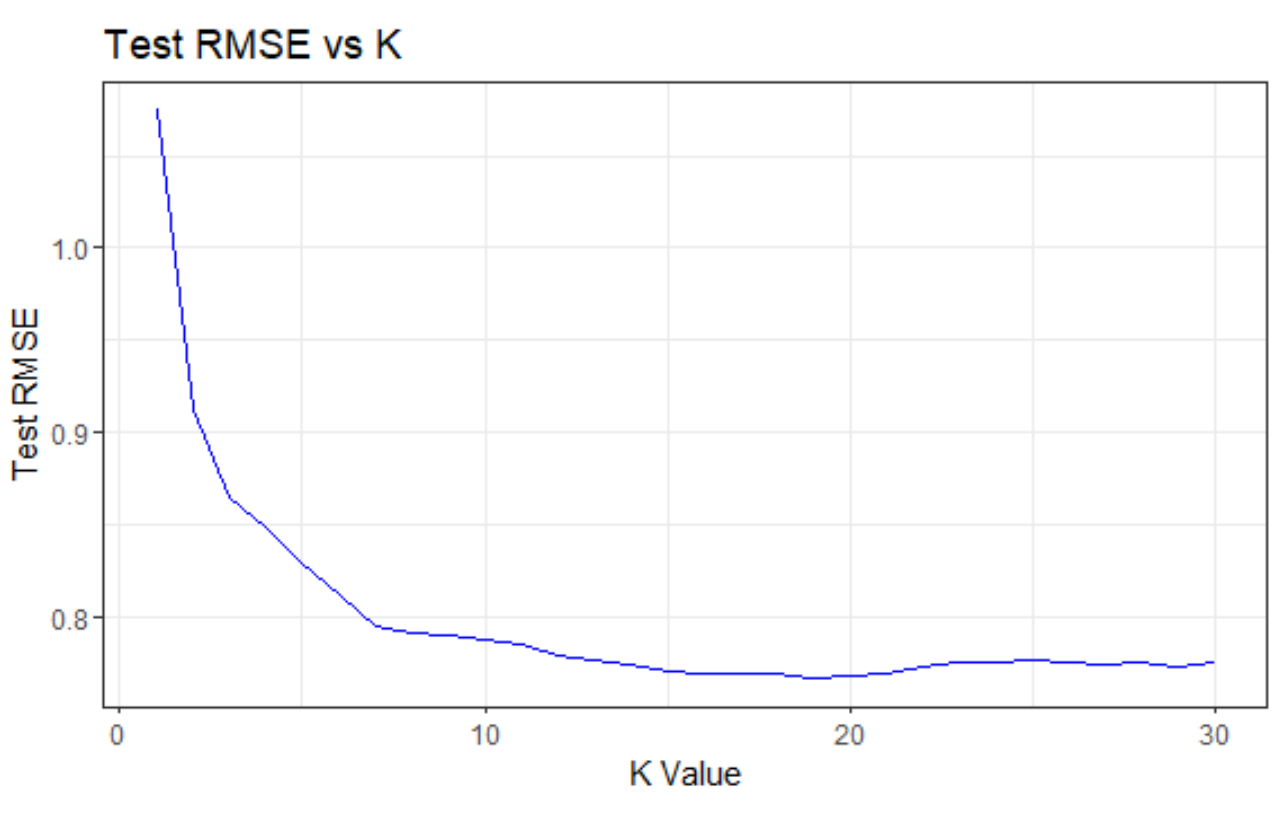 Test RMSE vs K
Test RMSE
1.0
0.9
0.8
0 10 20 30
K Value